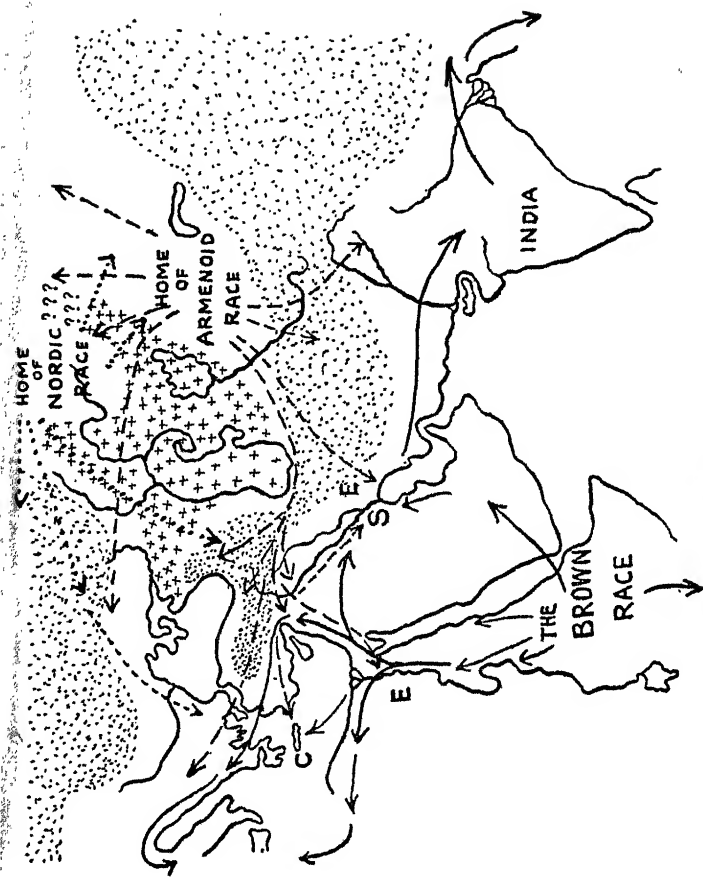 HOME
OF
NORDIC ???
RACE ???
HOME
OF
ARMENOID
RACE
INDIA
E
S
C
E
THE
BROWN
RACE